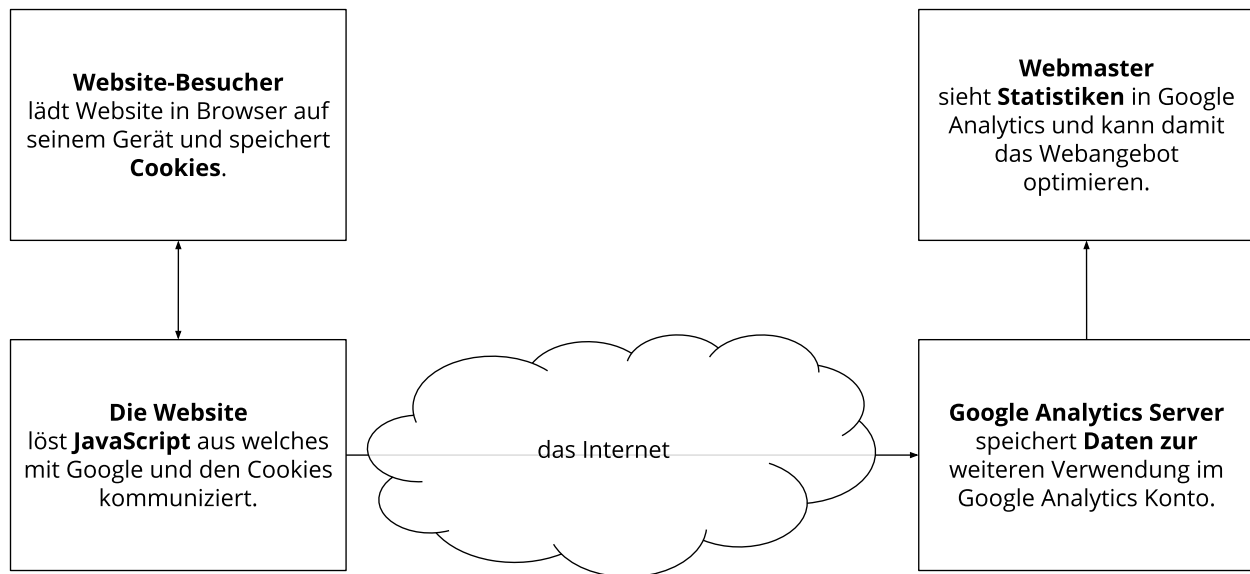 Website-Besucher
lädt Website in Browser auf
seinem Gerät und speichert
Cookies.
Webmaster
sieht Statistiken in Google
Analytics und kann damit
das Webangebot
optimieren.
Die Website
löst JavaScript aus welches
mit Google und den Cookies
kommuniziert.
das Internet
Google Analytics Server
speichert Daten zur
weiteren Verwendung im
Google Analytics Konto.